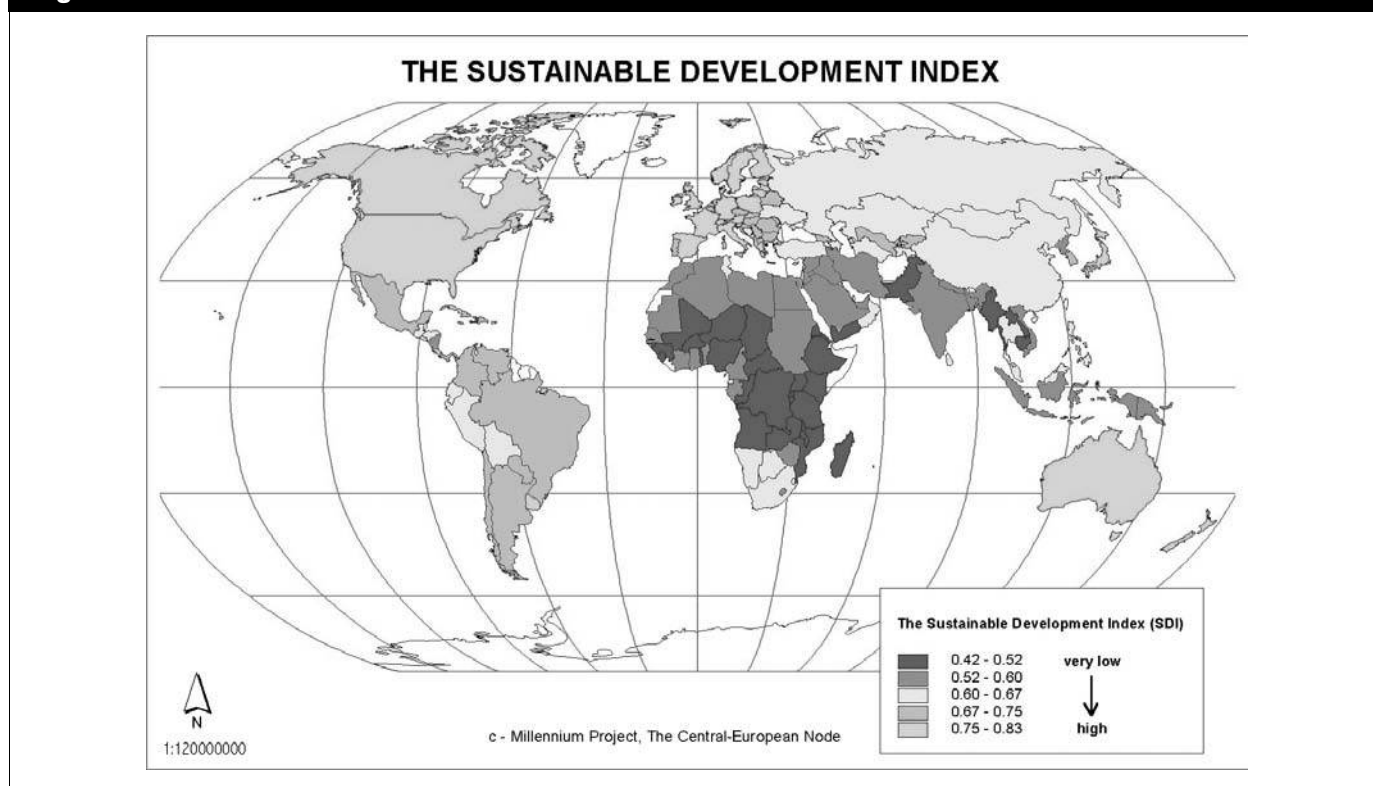 THE SUSTAINABLE DEVELOPMENT INDEX
The Sustainable Development Index (SDI)
0.42 - 0.52 very low
0.52 - 0.60
0.60 - 0.67
0.67 - 0.75
0.75 - 0.83 high
N
1:120000000
c - Millennium Project, The Central-European Node